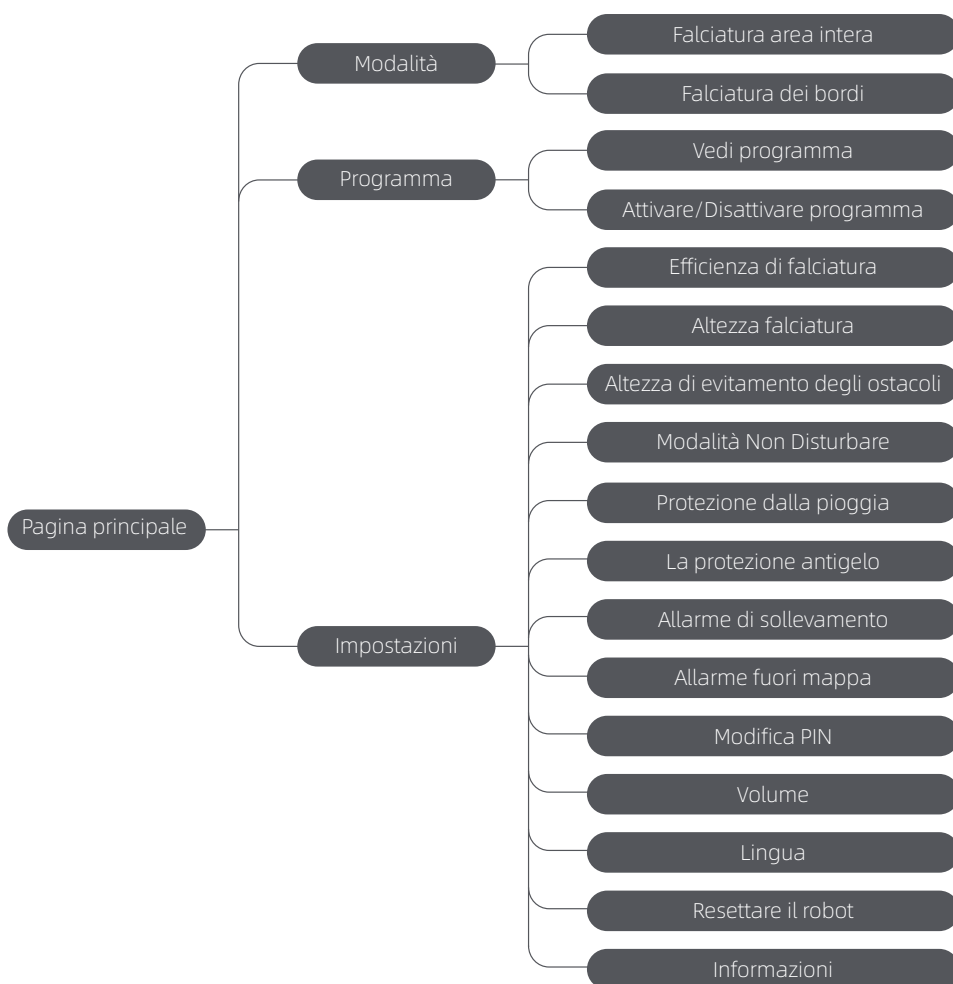 Falciatura area intera
Modalità
Falciatura dei bordi
Vedi programma
Programma
Attivare/Disattivare programma
Efficienza di falciatura
Altezza falciatura
Altezza di evitamento degli ostacoli
Modalità Non Disturbare
Protezione dalla pioggia
Pagina principale
La protezione antigelo
Allarme di sollevamento
Impostazioni
Allarme fuori mappa
Modifica PIN
Volume
Lingua
Resettare il robot
Informazioni